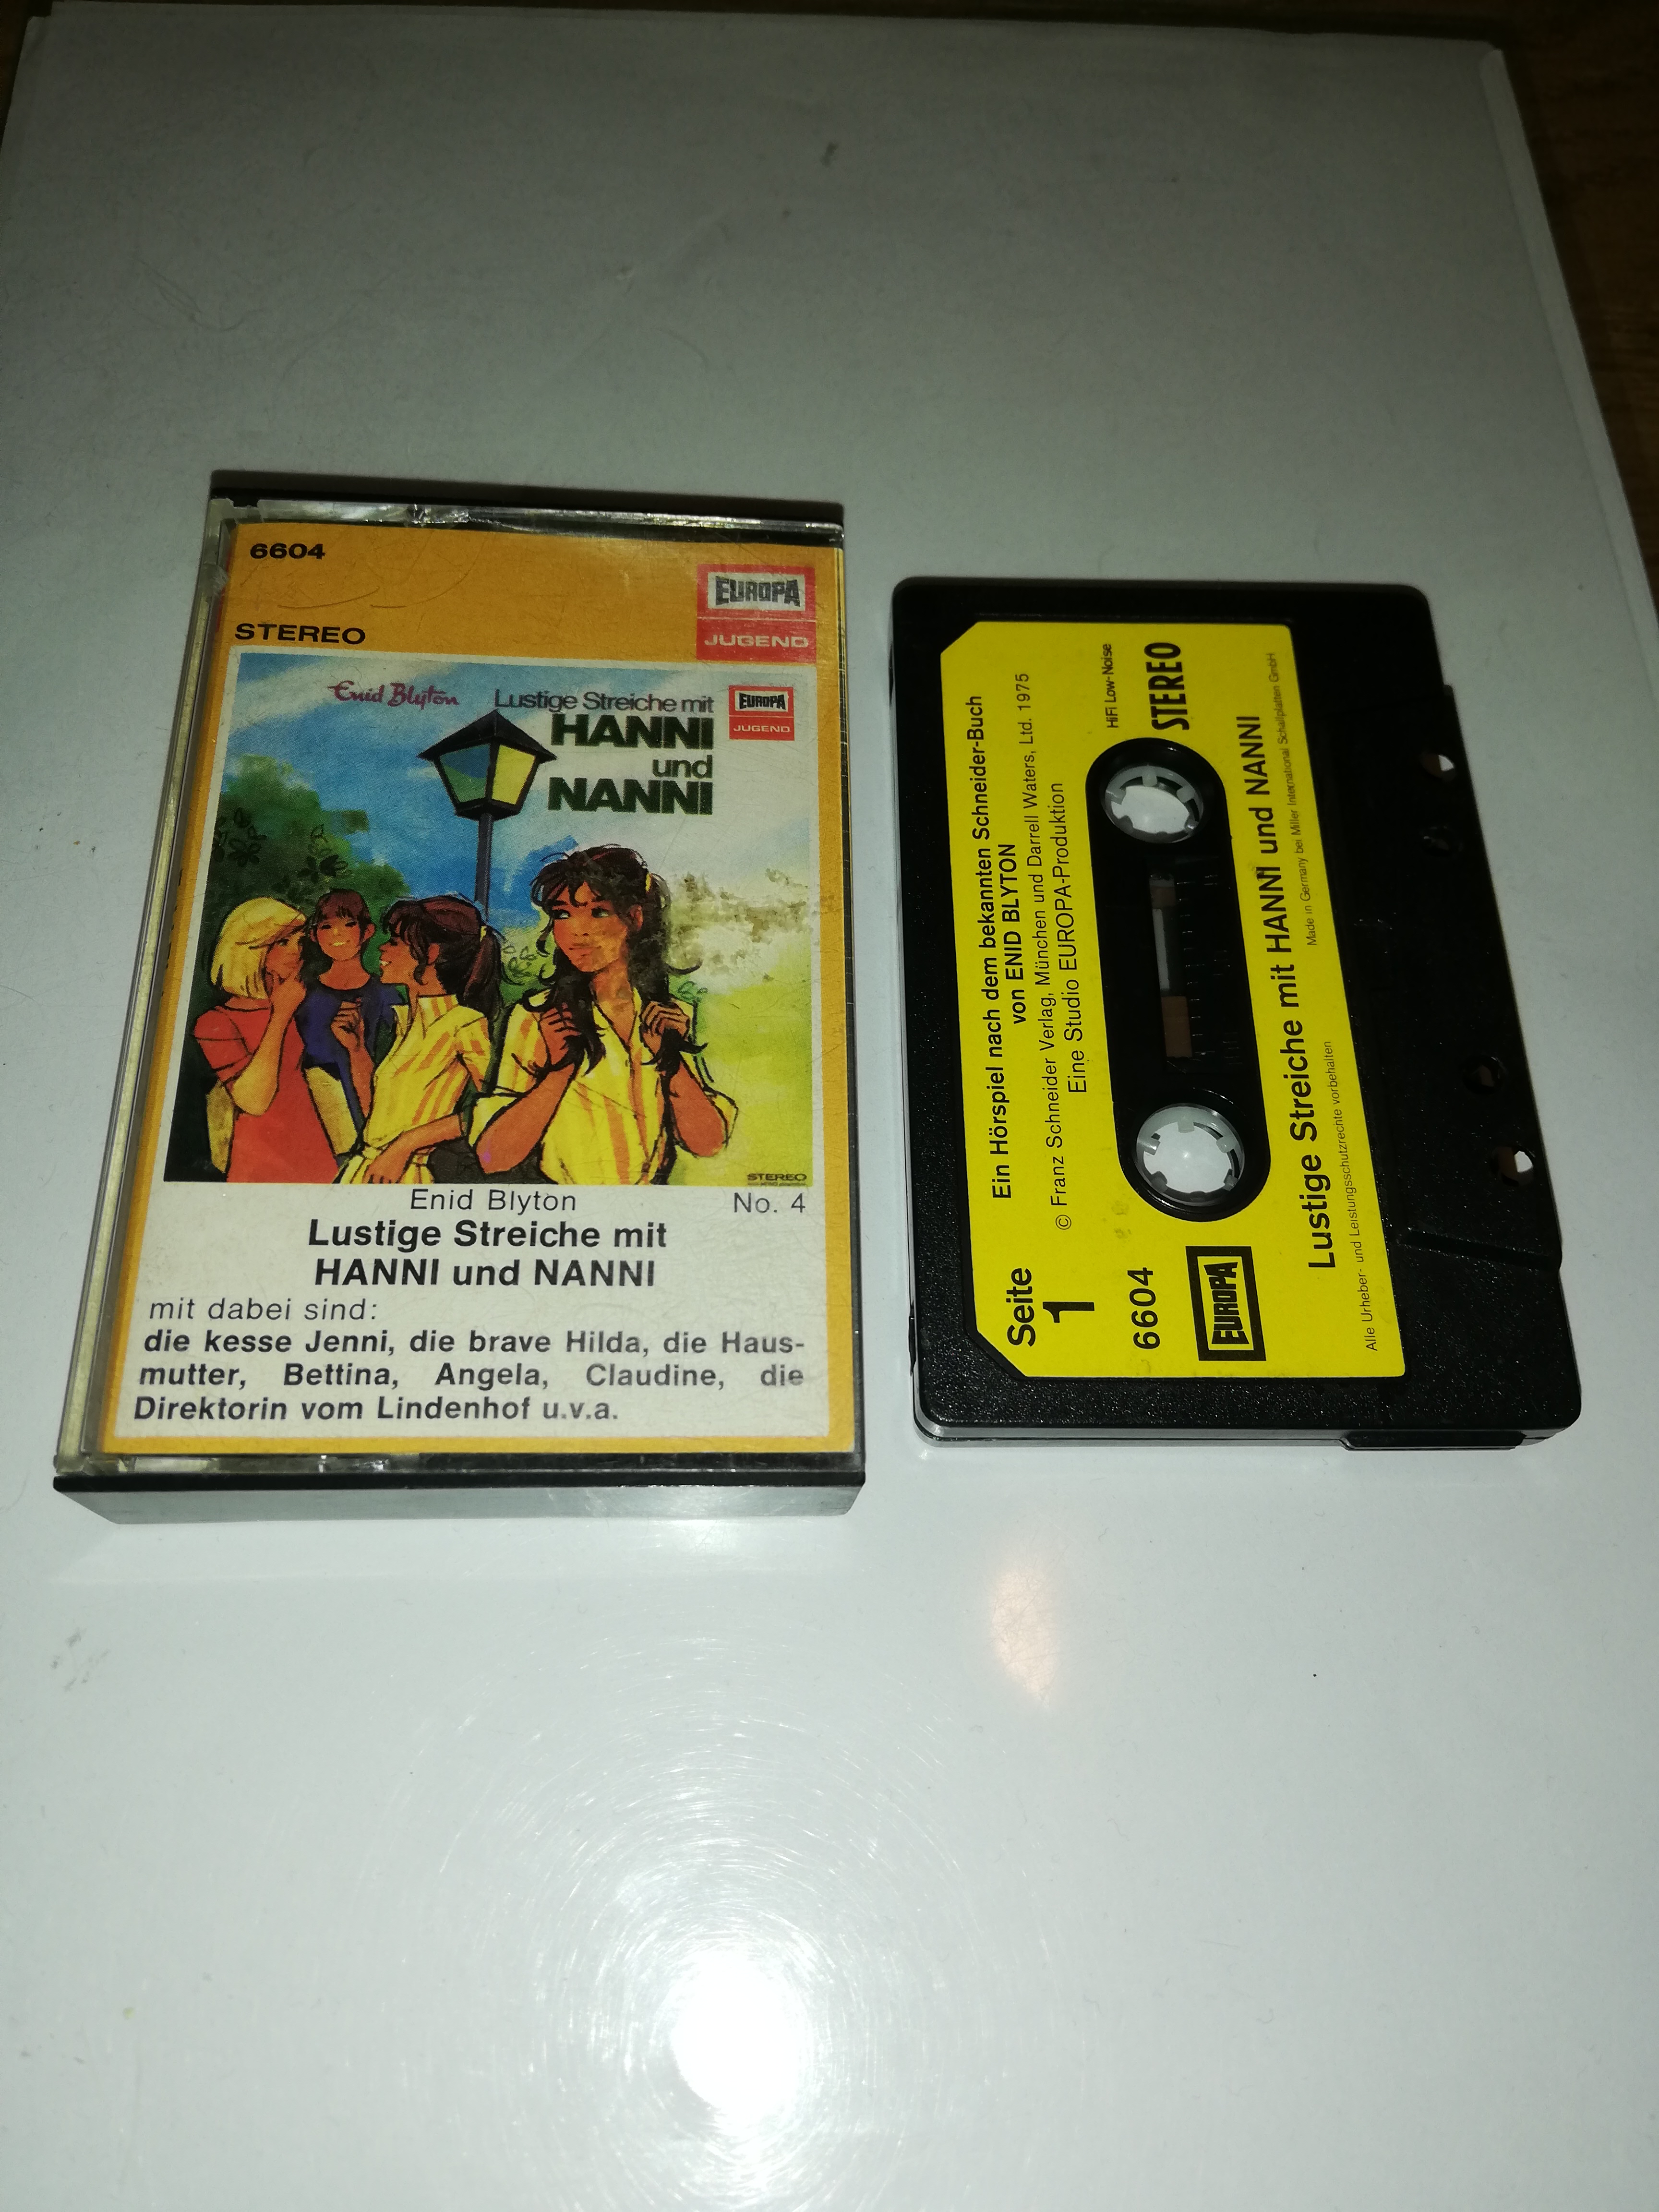 6604
EUROPA
JUGEND
STEREO
Enid Blyton
Lustige Streiche mit
HANNI
und
NANNI
EUROPA
JUGEND
STEREO
Enid Blyton
No. 4
Lustige Streiche mit
HANNI und NANNI
mit dabei sind:
die kesse Jenni, die brave Hilda, die Haus-
mutter, Bettina, Angela, Claudine, die
Direktorin vom Lindenhof u.v.a.
Ein Hörspiel nach dem bekannten Schneider-Buch
von ENID BLYTON
© Franz Schneider Verlag, München und Darrell Waters, Ltd. 1975
Eine Studio EUROPA-Produktion
Seite
1
6604
EUROPA
HiFi Low-Noise
STEREO
Lustige Streiche mit HANNI und NANNI
Made in Germany bei Miller International Schallplatten GmbH
Alle Urheber- und Leistungsschutzrechte vorbehalten